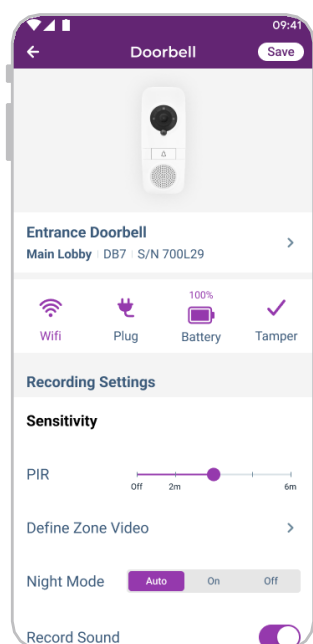 09:41
Doorbell Save
Entrance Doorbell
Main Lobby | DB7 | S/N 700L29
100%
Wifi Plug Battery Tamper
Recording Settings
Sensitivity
PIR
Off 2m 6m
Define Zone Video
Night Mode Auto On Off
Record Sound